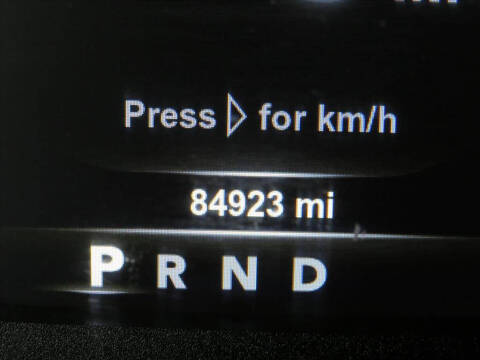 Press ▷ for km/h
84923 mi
P R N D